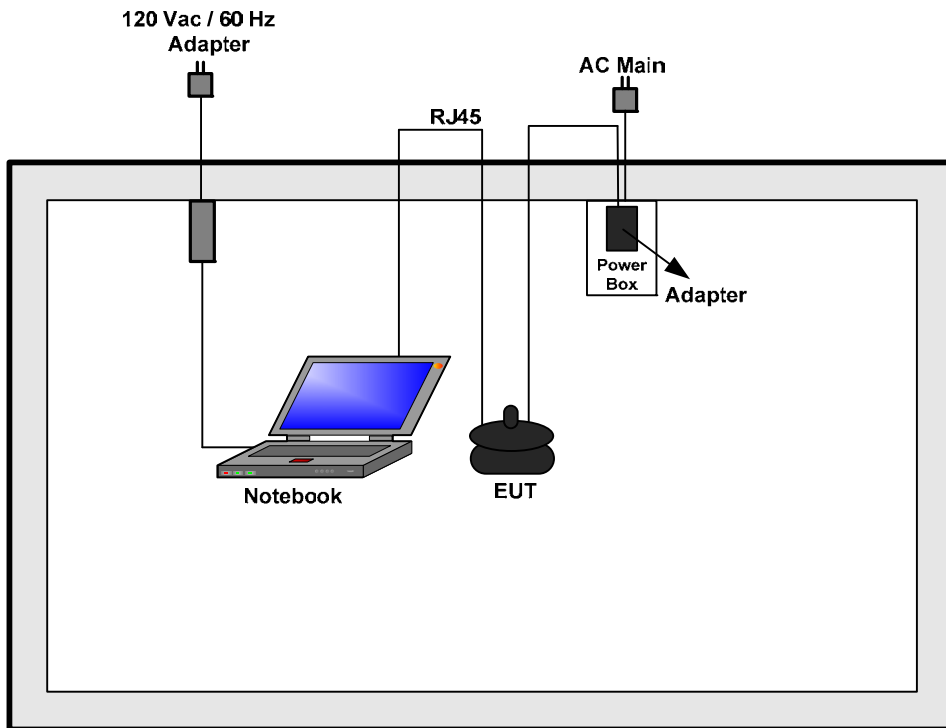 120 Vac / 60 Hz
Adapter
AC Main
RJ45
Power
Box
Adapter
Notebook
EUT